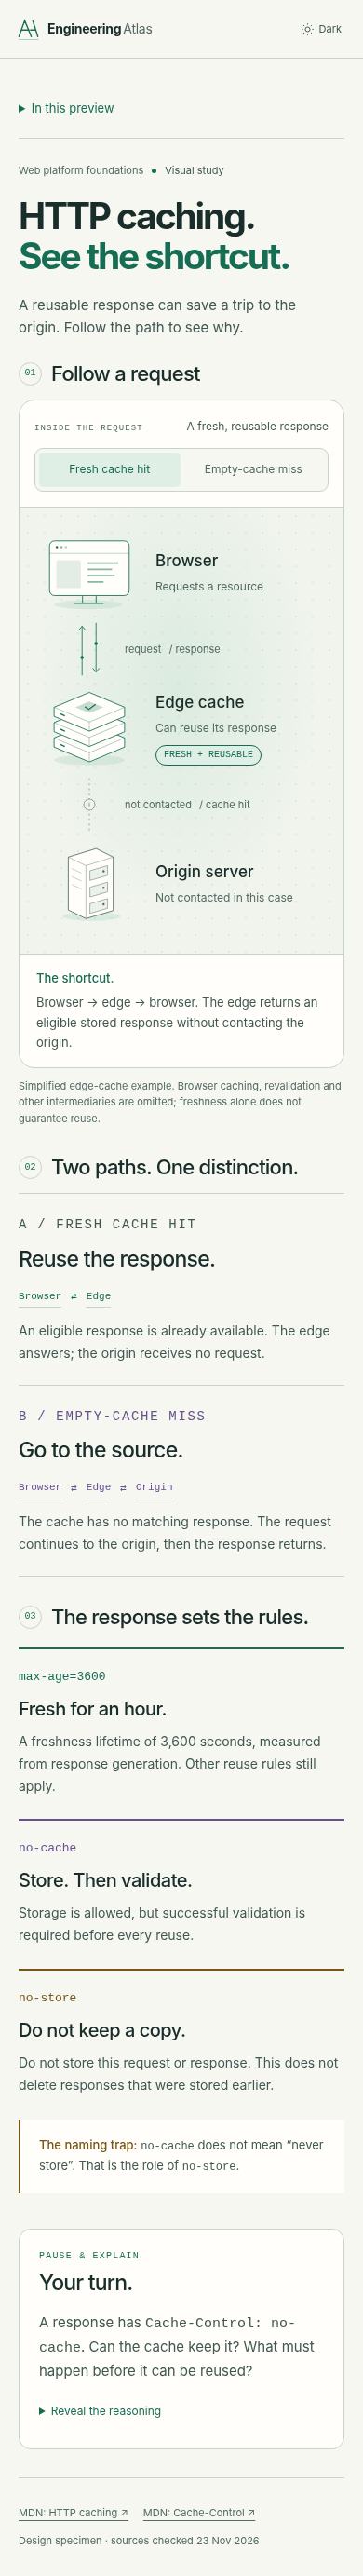 Engineering Atlas
Dark
▶ In this preview
Web platform foundations • Visual study
HTTP caching.
See the shortcut.
A reusable response can save a trip to the
origin. Follow the path to see why.
01 Follow a request
INSIDE THE REQUEST A fresh, reusable response
Fresh cache hit Empty-cache miss
Browser
Requests a resource
request / response
Edge cache
Can reuse its response
FRESH + REUSABLE
not contacted / cache hit
Origin server
Not contacted in this case
The shortcut.
Browser → edge → browser. The edge returns an
eligible stored response without contacting the
origin.
Simplified edge-cache example. Browser caching, revalidation and
other intermediaries are omitted; freshness alone does not
guarantee reuse.
02 Two paths. One distinction.
A / FRESH CACHE HIT
Reuse the response.
Browser ⇄ Edge
An eligible response is already available. The edge
answers; the origin receives no request.
B / EMPTY-CACHE MISS
Go to the source.
Browser ⇄ Edge ⇄ Origin
The cache has no matching response. The request
continues to the origin, then the response returns.
03 The response sets the rules.
max-age=3600
Fresh for an hour.
A freshness lifetime of 3,600 seconds, measured
from response generation. Other reuse rules still
apply.
no-cache
Store. Then validate.
Storage is allowed, but successful validation is
required before every reuse.
no-store
Do not keep a copy.
Do not store this request or response. This does not
delete responses that were stored earlier.
The naming trap: no-cache does not mean “never
store”. That is the role of no-store.
PAUSE & EXPLAIN
Your turn.
A response has Cache-Control: no-
cache. Can the cache keep it? What must
happen before it can be reused?
▶ Reveal the reasoning
MDN: HTTP caching ↗ MDN: Cache-Control ↗
Design specimen · sources checked 23 Nov 2026